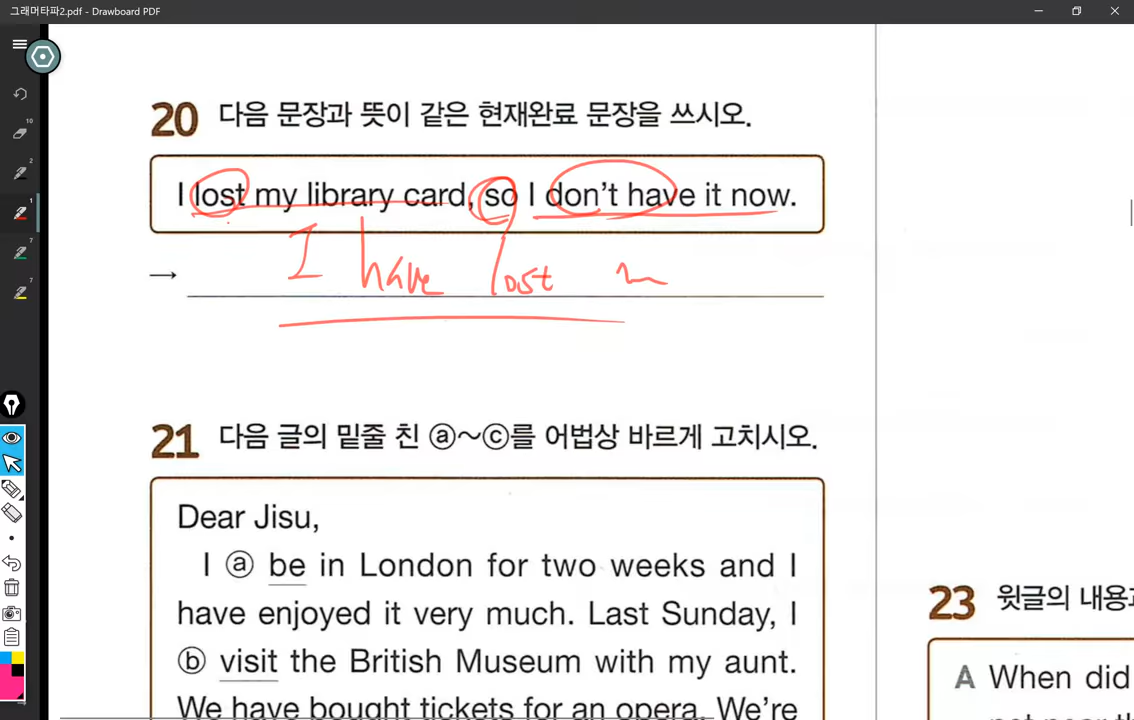 그래머타파2.pdf - Drawboard PDF
20 다음 문장과 뜻이 같은 현재완료 문장을 쓰시오.
I lost my library card, so I don't have it now.
→ I have lost
21 다음 글의 밑줄 친 ⓐ~ⓒ를 어법상 바르게 고치시오.
Dear Jisu,
I ⓐ be in London for two weeks and I
have enjoyed it very much. Last Sunday, I
ⓑ visit the British Museum with my aunt.
We have bought tickets for an opera. We're
23 윗글의 내용
A When did
10
2
1
7
7